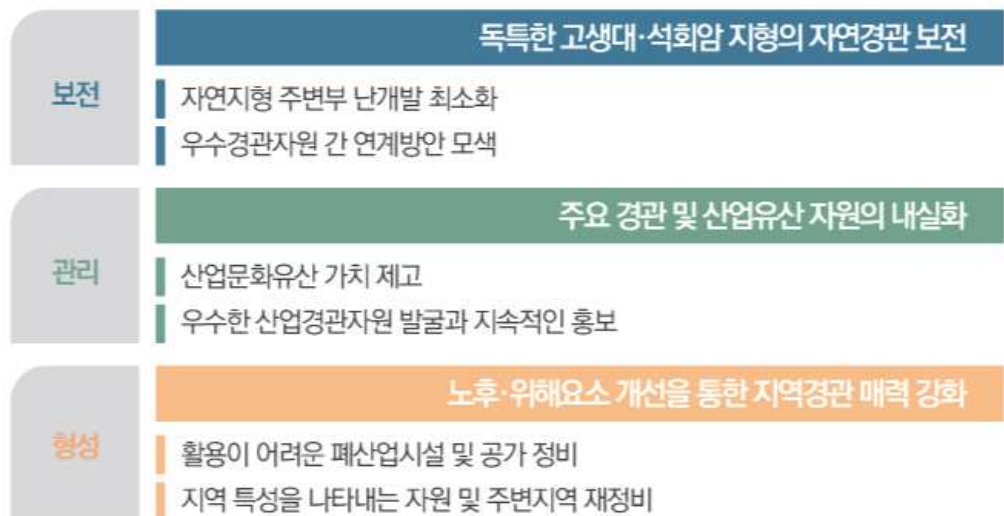 독특한 고생대·석회암 지형의 자연경관 보전
보전
자연지형 주변부 난개발 최소화
우수경관자원 간 연계방안 모색
주요 경관 및 산업유산 자원의 내실화
관리
산업문화유산 가치 제고
우수한 산업경관자원 발굴과 지속적인 홍보
노후·위해요소 개선을 통한 지역경관 매력 강화
형성
활용이 어려운 폐산업시설 및 공가 정비
지역 특성을 나타내는 자원 및 주변지역 재정비